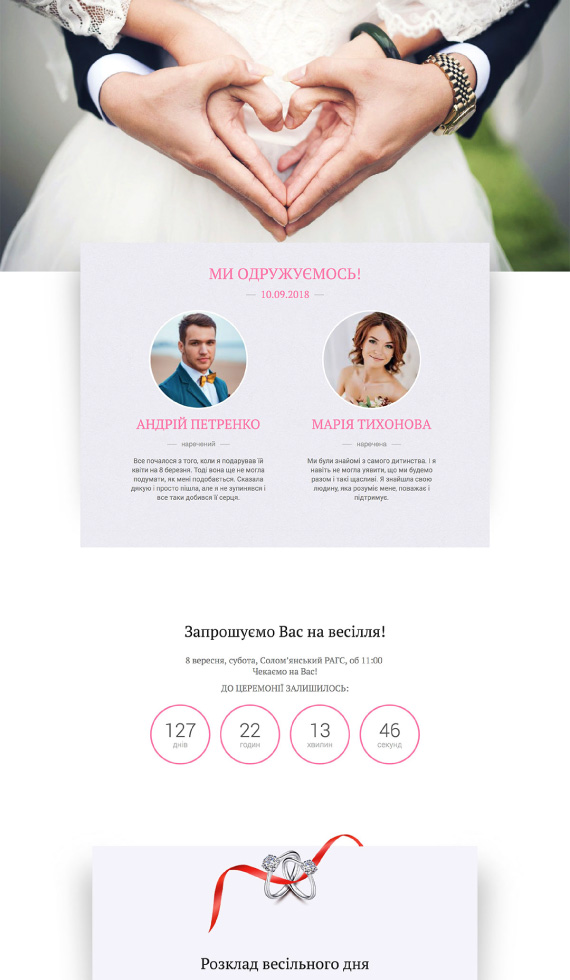 МИ ОДРУЖУЄМОСЬ!
10.09.2018
АНДРІЙ ПЕТРЕНКО
наречений
Все почалося з того, коли я подарував їй
квіти на 8 березня. Тоді вона ще не могла
подумати, як мені подобається. Сказала
дякую і просто пішла, але я не зупинявся і
все таки добився її серця.
МАРІЯ ТИХОНОВА
наречена
Ми були знайомі з самого дитинства. і я
навіть не могла уявити, що ми будемо
разом і такі щасливі. Я знайшла свою
людину, яка розуміє мене, поважає і
підтримує.
Запрошуємо Вас на весілля!
8 вересня, субота, Солом'янський РАГС, об 11:00
Чекаємо на Вас!
ДО ЦЕРЕМОНІЇ ЗАЛИШИЛОСЬ:
127 22 13 46
днів годин хвилин секунд
Розклад весільного дня